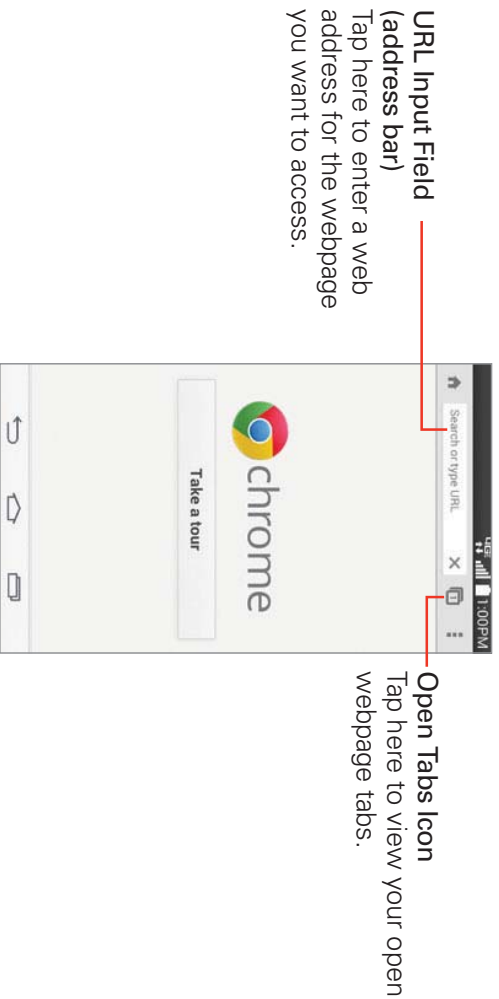 URL Input Field
(address bar)
Tap here to enter a web
address for the webpage
you want to access.
4GE 1:00PM
Search or type URL
1
chrome
Take a tour
Open Tabs Icon
Tap here to view your open
webpage tabs.